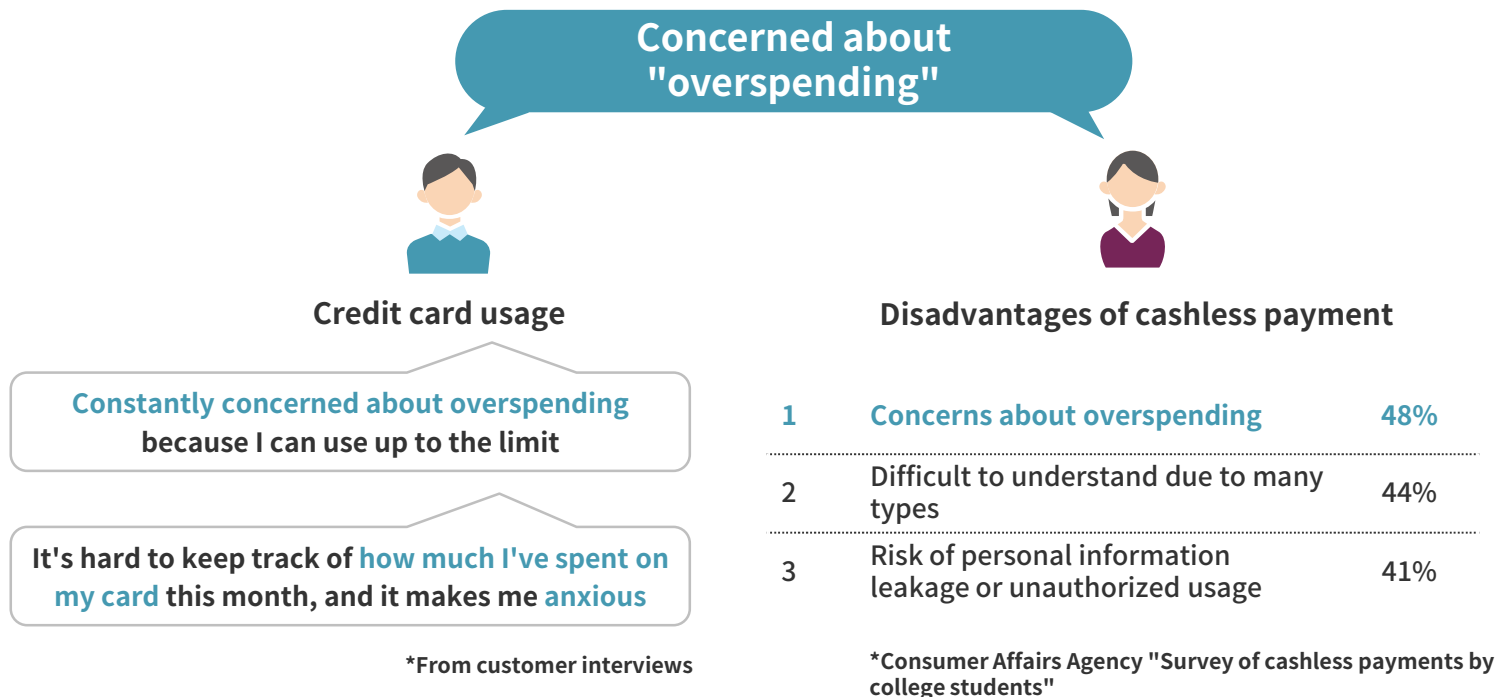 Concerned about
"overspending"
Credit card usage
Constantly concerned about overspending
because I can use up to the limit
It's hard to keep track of how much I've spent on
my card this month, and it makes me anxious
*From customer interviews
Disadvantages of cashless payment
1 Concerns about overspending 48%
2 Difficult to understand due to many
types 44%
3 Risk of personal information
leakage or unauthorized usage 41%
*Consumer Affairs Agency "Survey of cashless payments by
college students"